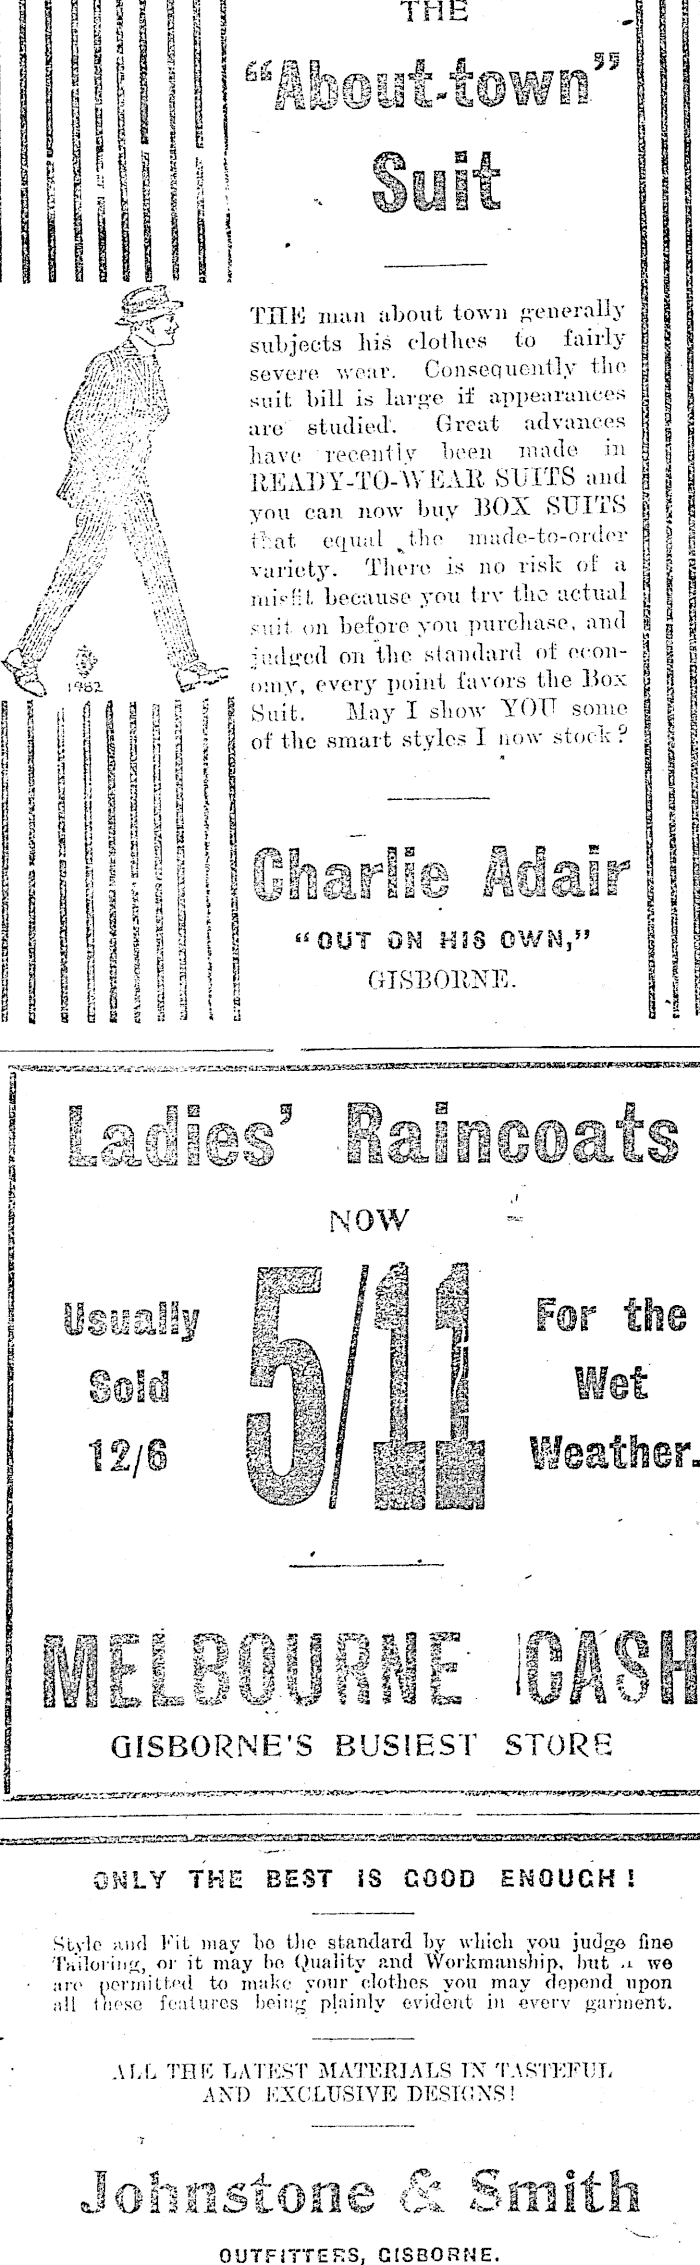 THE
"About-town"
Suit
THE man about town generally
subjects his clothes to fairly
severe wear. Consequently the
suit bill is large if appearances
are studied. Great advances
have recently been made in
READY-TO-WEAR SUITS and
you can now buy BOX SUITS
that equal the made-to-order
variety. There is no risk of a
misfit because you try the actual
suit on before you purchase, and
judged on the standard of econ-
omy, every point favors the Box
Suit. May I show YOU some
of the smart styles I now stock?
1982
Charlie Adair
"OUT ON HIS OWN,"
GISBORNE.
Ladies' Raincoats
NOW
Usually
Sold
12/6
5/11
For the
Wet
Weather.
MELBOURNE CASH
GISBORNE'S BUSIEST STORE
ONLY THE BEST IS GOOD ENOUGH!
Style and Fit may be the standard by which you judge fine
Tailoring, or it may be Quality and Workmanship, but we
are permitted to make your clothes you may depend upon
all these features being plainly evident in every garment.
ALL THE LATEST MATERIALS IN TASTEFUL
AND EXCLUSIVE DESIGNS!
Johnstone & Smith
OUTFITTERS, GISBORNE.